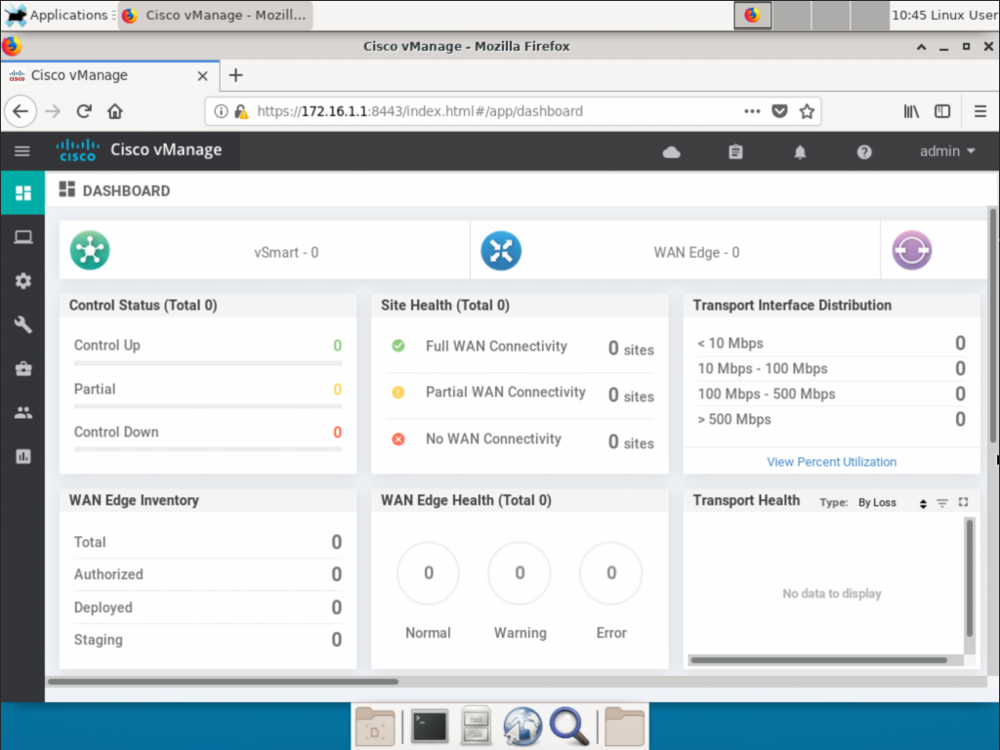 Applications
Cisco vManage - Mozill...
10:45 Linux User
Cisco vManage - Mozilla Firefox
Cisco vManage
https://172.16.1.1:8443/index.html#/app/dashboard
cisco
Cisco vManage
admin
DASHBOARD
vSmart - 0
WAN Edge - 0
Control Status (Total 0)
Control Up 0
Partial 0
Control Down 0
Site Health (Total 0)
Full WAN Connectivity 0 sites
Partial WAN Connectivity 0 sites
No WAN Connectivity 0 sites
Transport Interface Distribution
< 10 Mbps 0
10 Mbps - 100 Mbps 0
100 Mbps - 500 Mbps 0
> 500 Mbps 0
View Percent Utilization
WAN Edge Inventory
Total 0
Authorized 0
Deployed 0
Staging 0
WAN Edge Health (Total 0)
0 0 0
Normal Warning Error
Transport Health Type: By Loss
No data to display